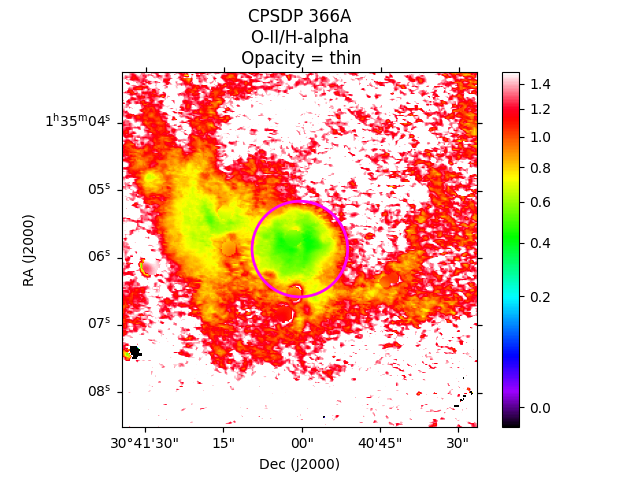 CPSDP 366A
O-II/H-alpha
Opacity = thin
1h35m04s
05s
06s
07s
08s
RA (J2000)
30°41'30" 15" 00" 40'45" 30"
Dec (J2000)
1.4
1.2
1.0
0.8
0.6
0.4
0.2
0.0